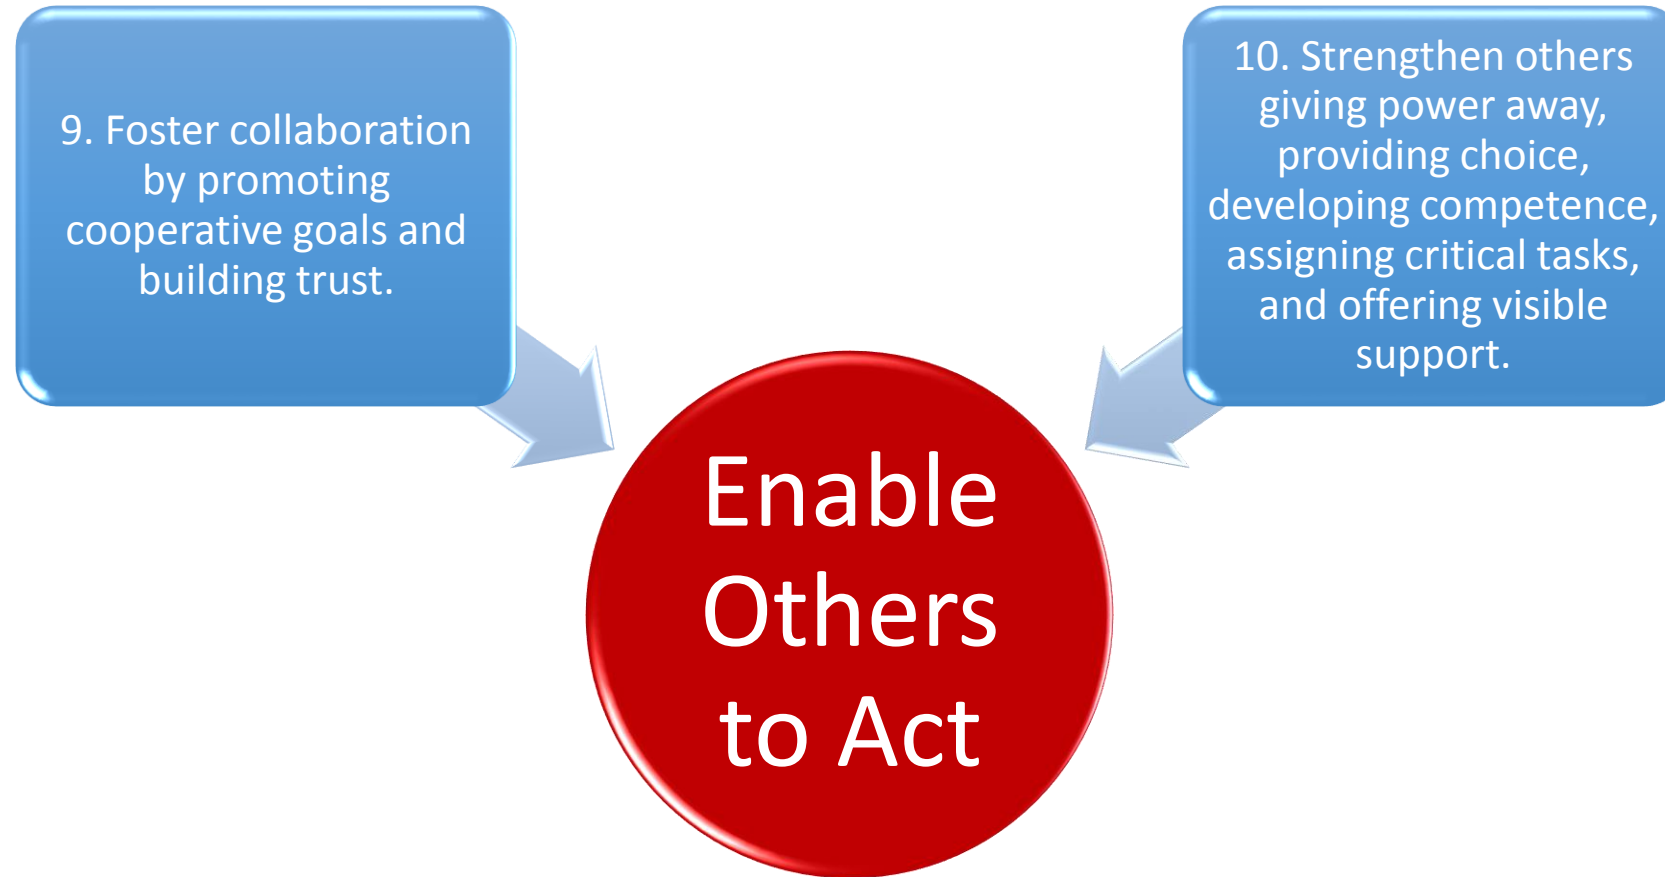 9. Foster collaboration
by promoting
cooperative goals and
building trust.
10. Strengthen others
giving power away,
providing choice,
developing competence,
assigning critical tasks,
and offering visible
support.
Enable
Others
to Act